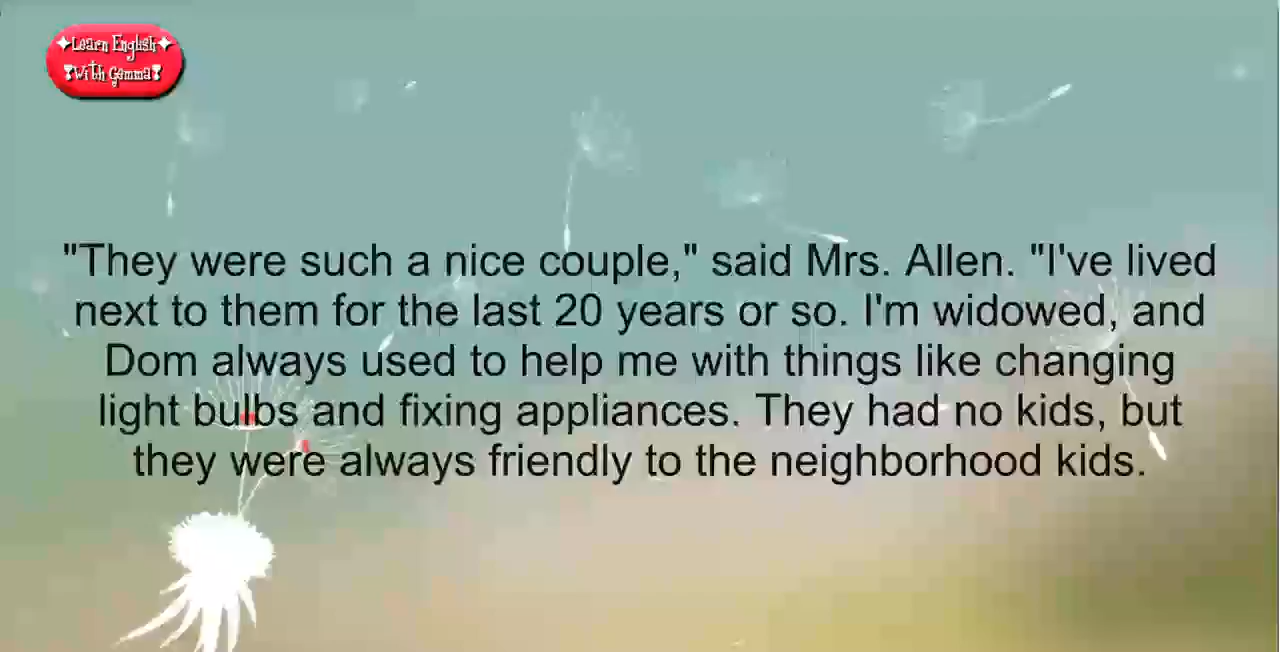 ✦Learn English✦
❣With Gemma❣
"They were such a nice couple," said Mrs. Allen. "I've lived
next to them for the last 20 years or so. I'm widowed, and
Dom always used to help me with things like changing
light bulbs and fixing appliances. They had no kids, but
they were always friendly to the neighborhood kids.